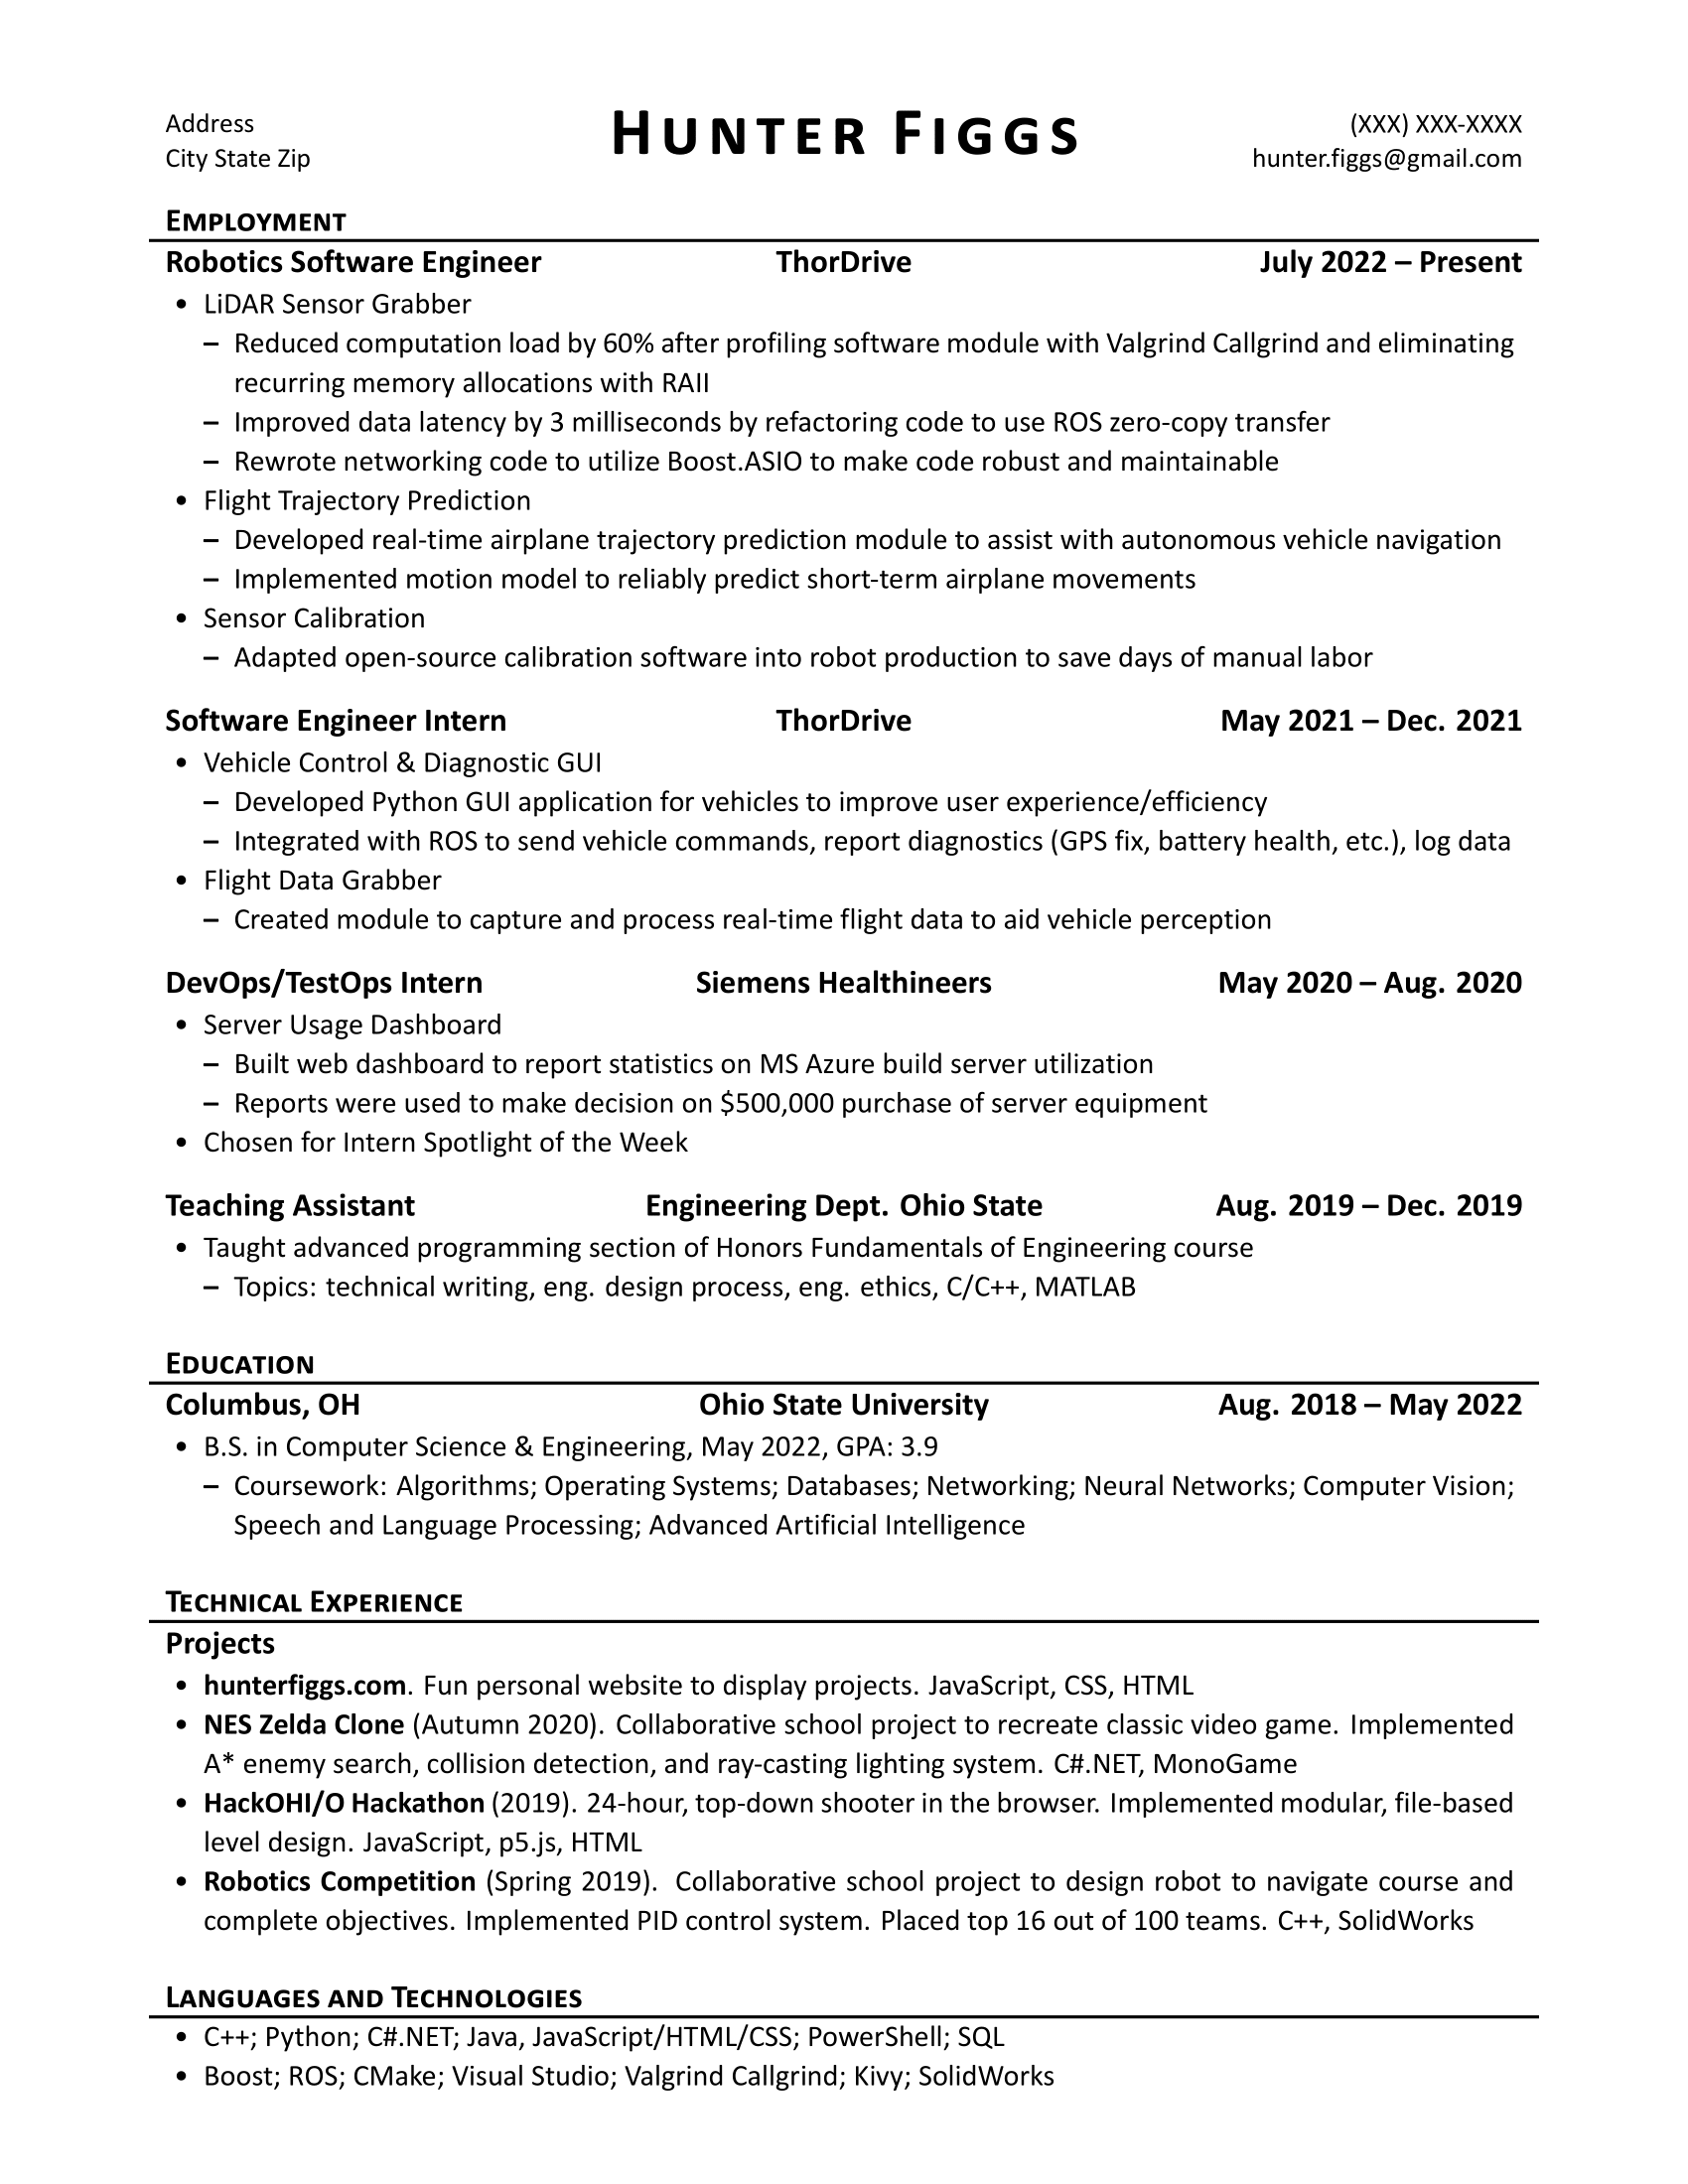 Address
City State Zip
Hunter Figgs
(XXX) XXX-XXXX
hunter.figgs@gmail.com
Employment
Robotics Software Engineer ThorDrive July 2022 – Present
• LiDAR Sensor Grabber
– Reduced computation load by 60% after profiling software module with Valgrind Callgrind and eliminating
recurring memory allocations with RAII
– Improved data latency by 3 milliseconds by refactoring code to use ROS zero-copy transfer
– Rewrote networking code to utilize Boost.ASIO to make code robust and maintainable
• Flight Trajectory Prediction
– Developed real-time airplane trajectory prediction module to assist with autonomous vehicle navigation
– Implemented motion model to reliably predict short-term airplane movements
• Sensor Calibration
– Adapted open-source calibration software into robot production to save days of manual labor
Software Engineer Intern ThorDrive May 2021 – Dec. 2021
• Vehicle Control & Diagnostic GUI
– Developed Python GUI application for vehicles to improve user experience/efficiency
– Integrated with ROS to send vehicle commands, report diagnostics (GPS fix, battery health, etc.), log data
• Flight Data Grabber
– Created module to capture and process real-time flight data to aid vehicle perception
DevOps/TestOps Intern Siemens Healthineers May 2020 – Aug. 2020
• Server Usage Dashboard
– Built web dashboard to report statistics on MS Azure build server utilization
– Reports were used to make decision on $500,000 purchase of server equipment
• Chosen for Intern Spotlight of the Week
Teaching Assistant Engineering Dept. Ohio State Aug. 2019 – Dec. 2019
• Taught advanced programming section of Honors Fundamentals of Engineering course
– Topics: technical writing, eng. design process, eng. ethics, C/C++, MATLAB
Education
Columbus, OH Ohio State University Aug. 2018 – May 2022
• B.S. in Computer Science & Engineering, May 2022, GPA: 3.9
– Coursework: Algorithms; Operating Systems; Databases; Networking; Neural Networks; Computer Vision;
Speech and Language Processing; Advanced Artificial Intelligence
Technical Experience
Projects
• hunterfiggs.com. Fun personal website to display projects. JavaScript, CSS, HTML
• NES Zelda Clone (Autumn 2020). Collaborative school project to recreate classic video game. Implemented
A* enemy search, collision detection, and ray-casting lighting system. C#.NET, MonoGame
• HackOHI/O Hackathon (2019). 24-hour, top-down shooter in the browser. Implemented modular, file-based
level design. JavaScript, p5.js, HTML
• Robotics Competition (Spring 2019). Collaborative school project to design robot to navigate course and
complete objectives. Implemented PID control system. Placed top 16 out of 100 teams. C++, SolidWorks
Languages and Technologies
• C++; Python; C#.NET; Java, JavaScript/HTML/CSS; PowerShell; SQL
• Boost; ROS; CMake; Visual Studio; Valgrind Callgrind; Kivy; SolidWorks